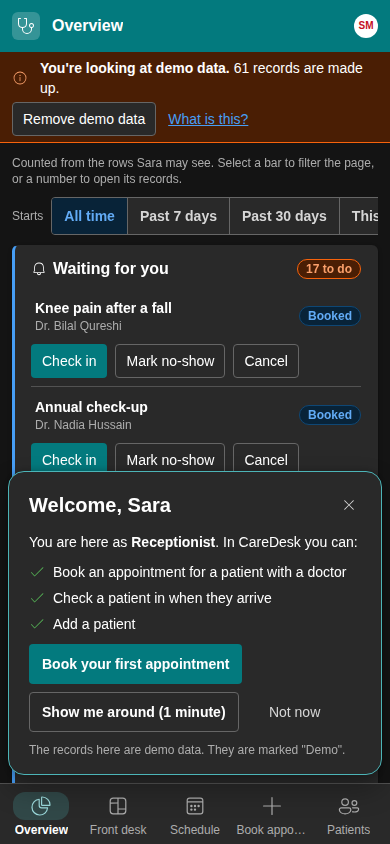 Overview
SM
You're looking at demo data. 61 records are made
up.
Remove demo data
What is this?
Counted from the rows Sara may see. Select a bar to filter the page,
or a number to open its records.
Starts
All time
Past 7 days
Past 30 days
This
Waiting for you
17 to do
Knee pain after a fall
Dr. Bilal Qureshi
Booked
Check in
Mark no-show
Cancel
Annual check-up
Dr. Nadia Hussain
Booked
Check in
Mark no-show
Cancel
Welcome, Sara
You are here as Receptionist. In CareDesk you can:
Book an appointment for a patient with a doctor
Check a patient in when they arrive
Add a patient
Book your first appointment
Show me around (1 minute)
Not now
The records here are demo data. They are marked "Demo".
Overview
Front desk
Schedule
Book appo…
Patients